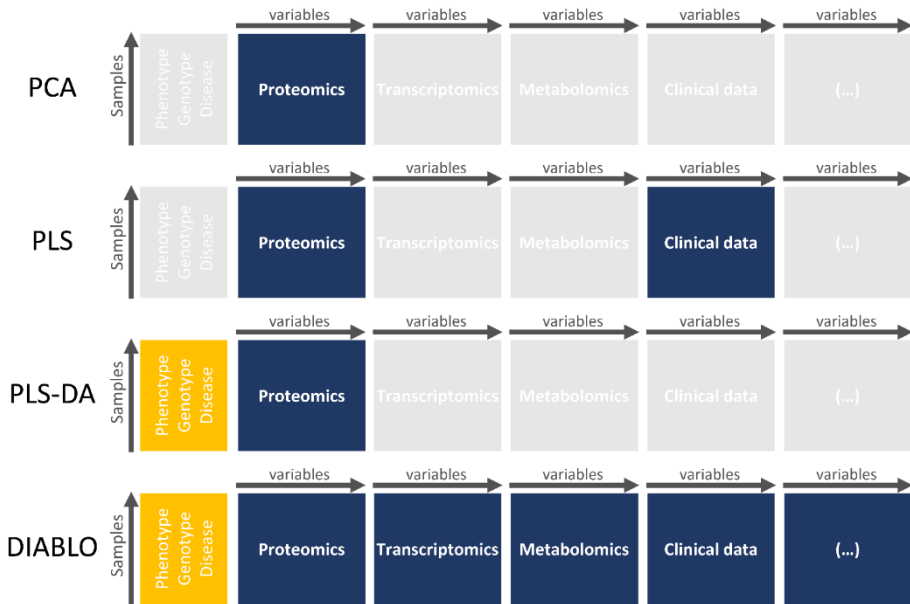 variables variables variables variables variables
PCA
Samples
Phenotype
Genotype
Disease
Proteomics
Transcriptomics
Metabolomics
Clinical data
(...)
variables variables variables variables variables
PLS
Samples
Phenotype
Genotype
Disease
Proteomics
Transcriptomics
Metabolomics
Clinical data
(...)
variables variables variables variables variables
PLS-DA
Samples
Phenotype
Genotype
Disease
Proteomics
Transcriptomics
Metabolomics
Clinical data
(...)
variables variables variables variables variables
DIABLO
Samples
Phenotype
Genotype
Disease
Proteomics
Transcriptomics
Metabolomics
Clinical data
(...)